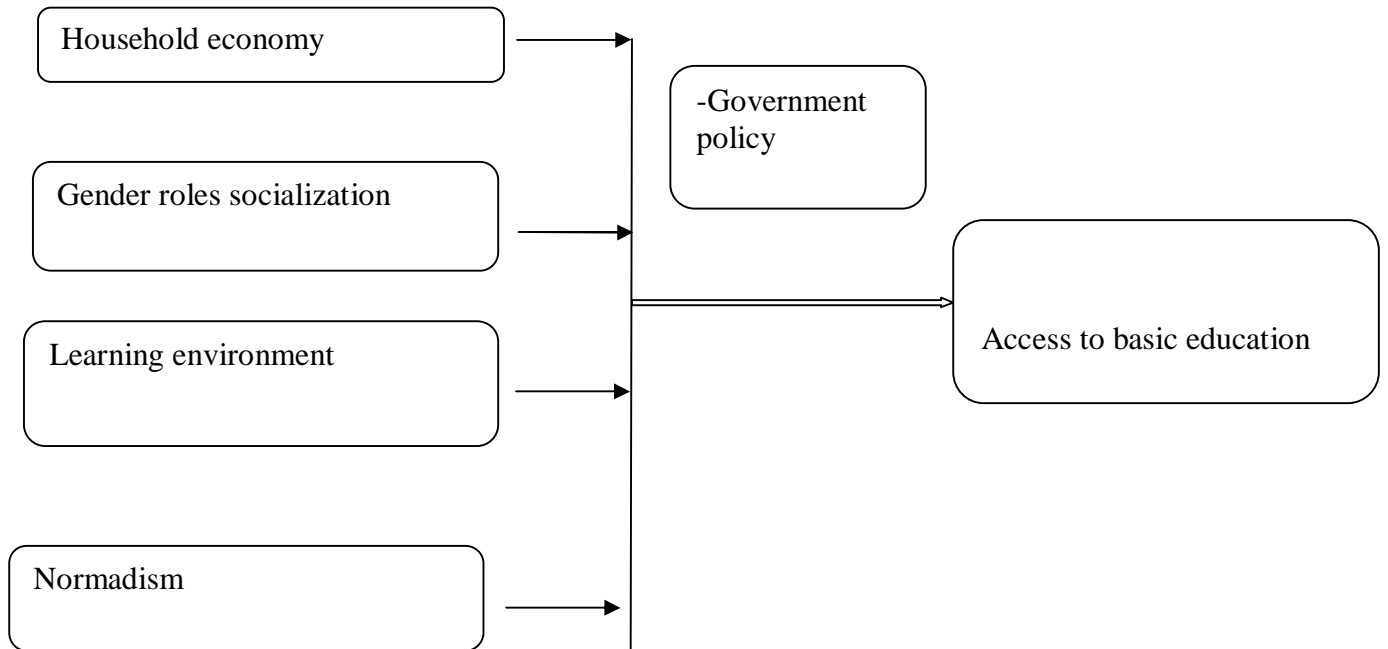 Household economy
-Government
policy
Gender roles socialization
Learning environment
Access to basic education
Normadism